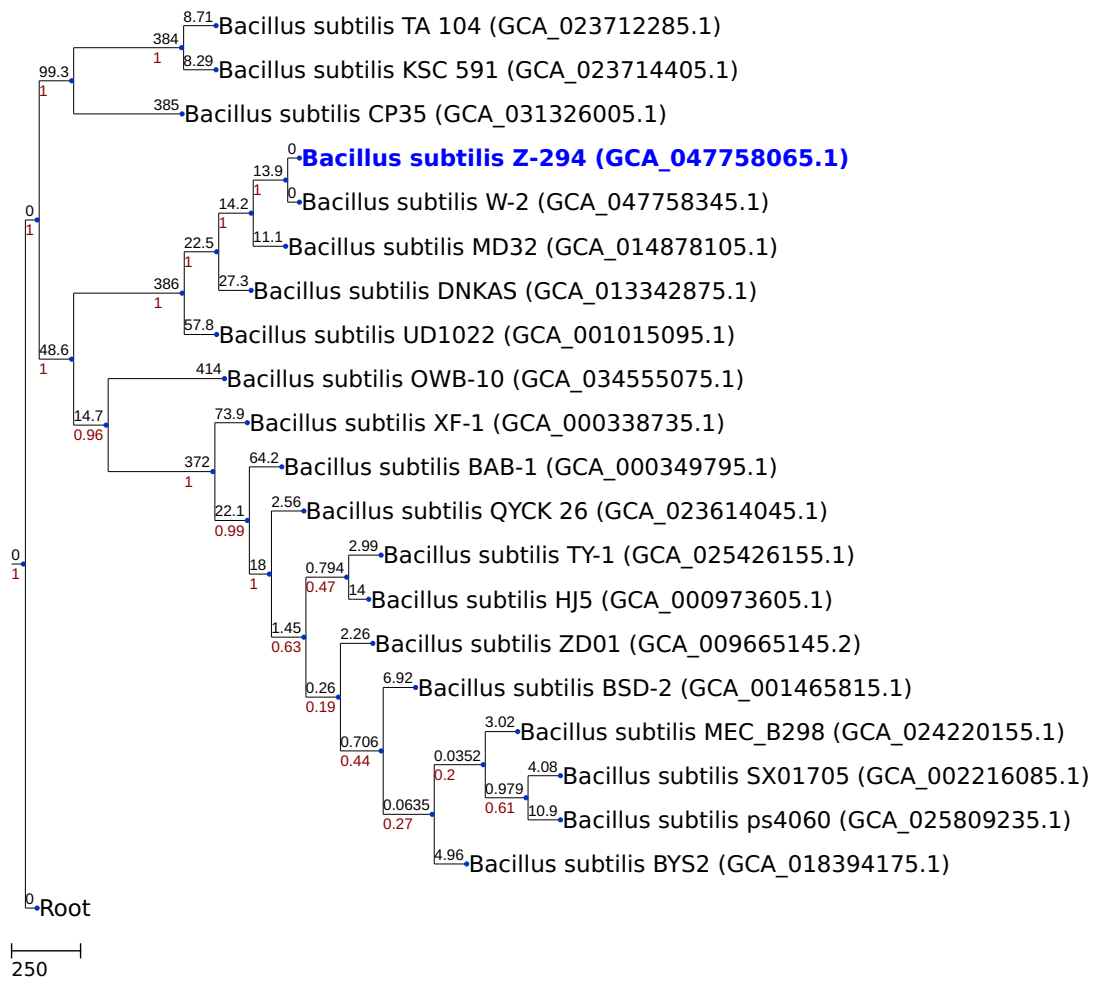 8.71
Bacillus subtilis TA 104 (GCA_023712285.1)
384
1
8.29
Bacillus subtilis KSC 591 (GCA_023714405.1)
99.3
1
385
Bacillus subtilis CP35 (GCA_031326005.1)
0
Bacillus subtilis Z-294 (GCA_047758065.1)
13.9
1
0
Bacillus subtilis W-2 (GCA_047758345.1)
14.2
1
11.1
Bacillus subtilis MD32 (GCA_014878105.1)
0
1
22.5
1
27.3
Bacillus subtilis DNKAS (GCA_013342875.1)
386
1
57.8
Bacillus subtilis UD1022 (GCA_001015095.1)
48.6
1
414
Bacillus subtilis OWB-10 (GCA_034555075.1)
14.7
0.96
73.9
Bacillus subtilis XF-1 (GCA_000338735.1)
372
1
64.2
Bacillus subtilis BAB-1 (GCA_000349795.1)
22.1
0.99
2.56
Bacillus subtilis QYCK 26 (GCA_023614045.1)
18
1
2.99
Bacillus subtilis TY-1 (GCA_025426155.1)
0.794
0.47
14
Bacillus subtilis HJ5 (GCA_000973605.1)
0
1
1.45
0.63
2.26
Bacillus subtilis ZD01 (GCA_009665145.2)
0.26
0.19
6.92
Bacillus subtilis BSD-2 (GCA_001465815.1)
0.706
0.44
3.02
Bacillus subtilis MEC_B298 (GCA_024220155.1)
0.0352
0.2
4.08
Bacillus subtilis SX01705 (GCA_002216085.1)
0.979
0.61
10.9
Bacillus subtilis ps4060 (GCA_025809235.1)
0.0635
0.27
4.96
Bacillus subtilis BYS2 (GCA_018394175.1)
0
Root
250